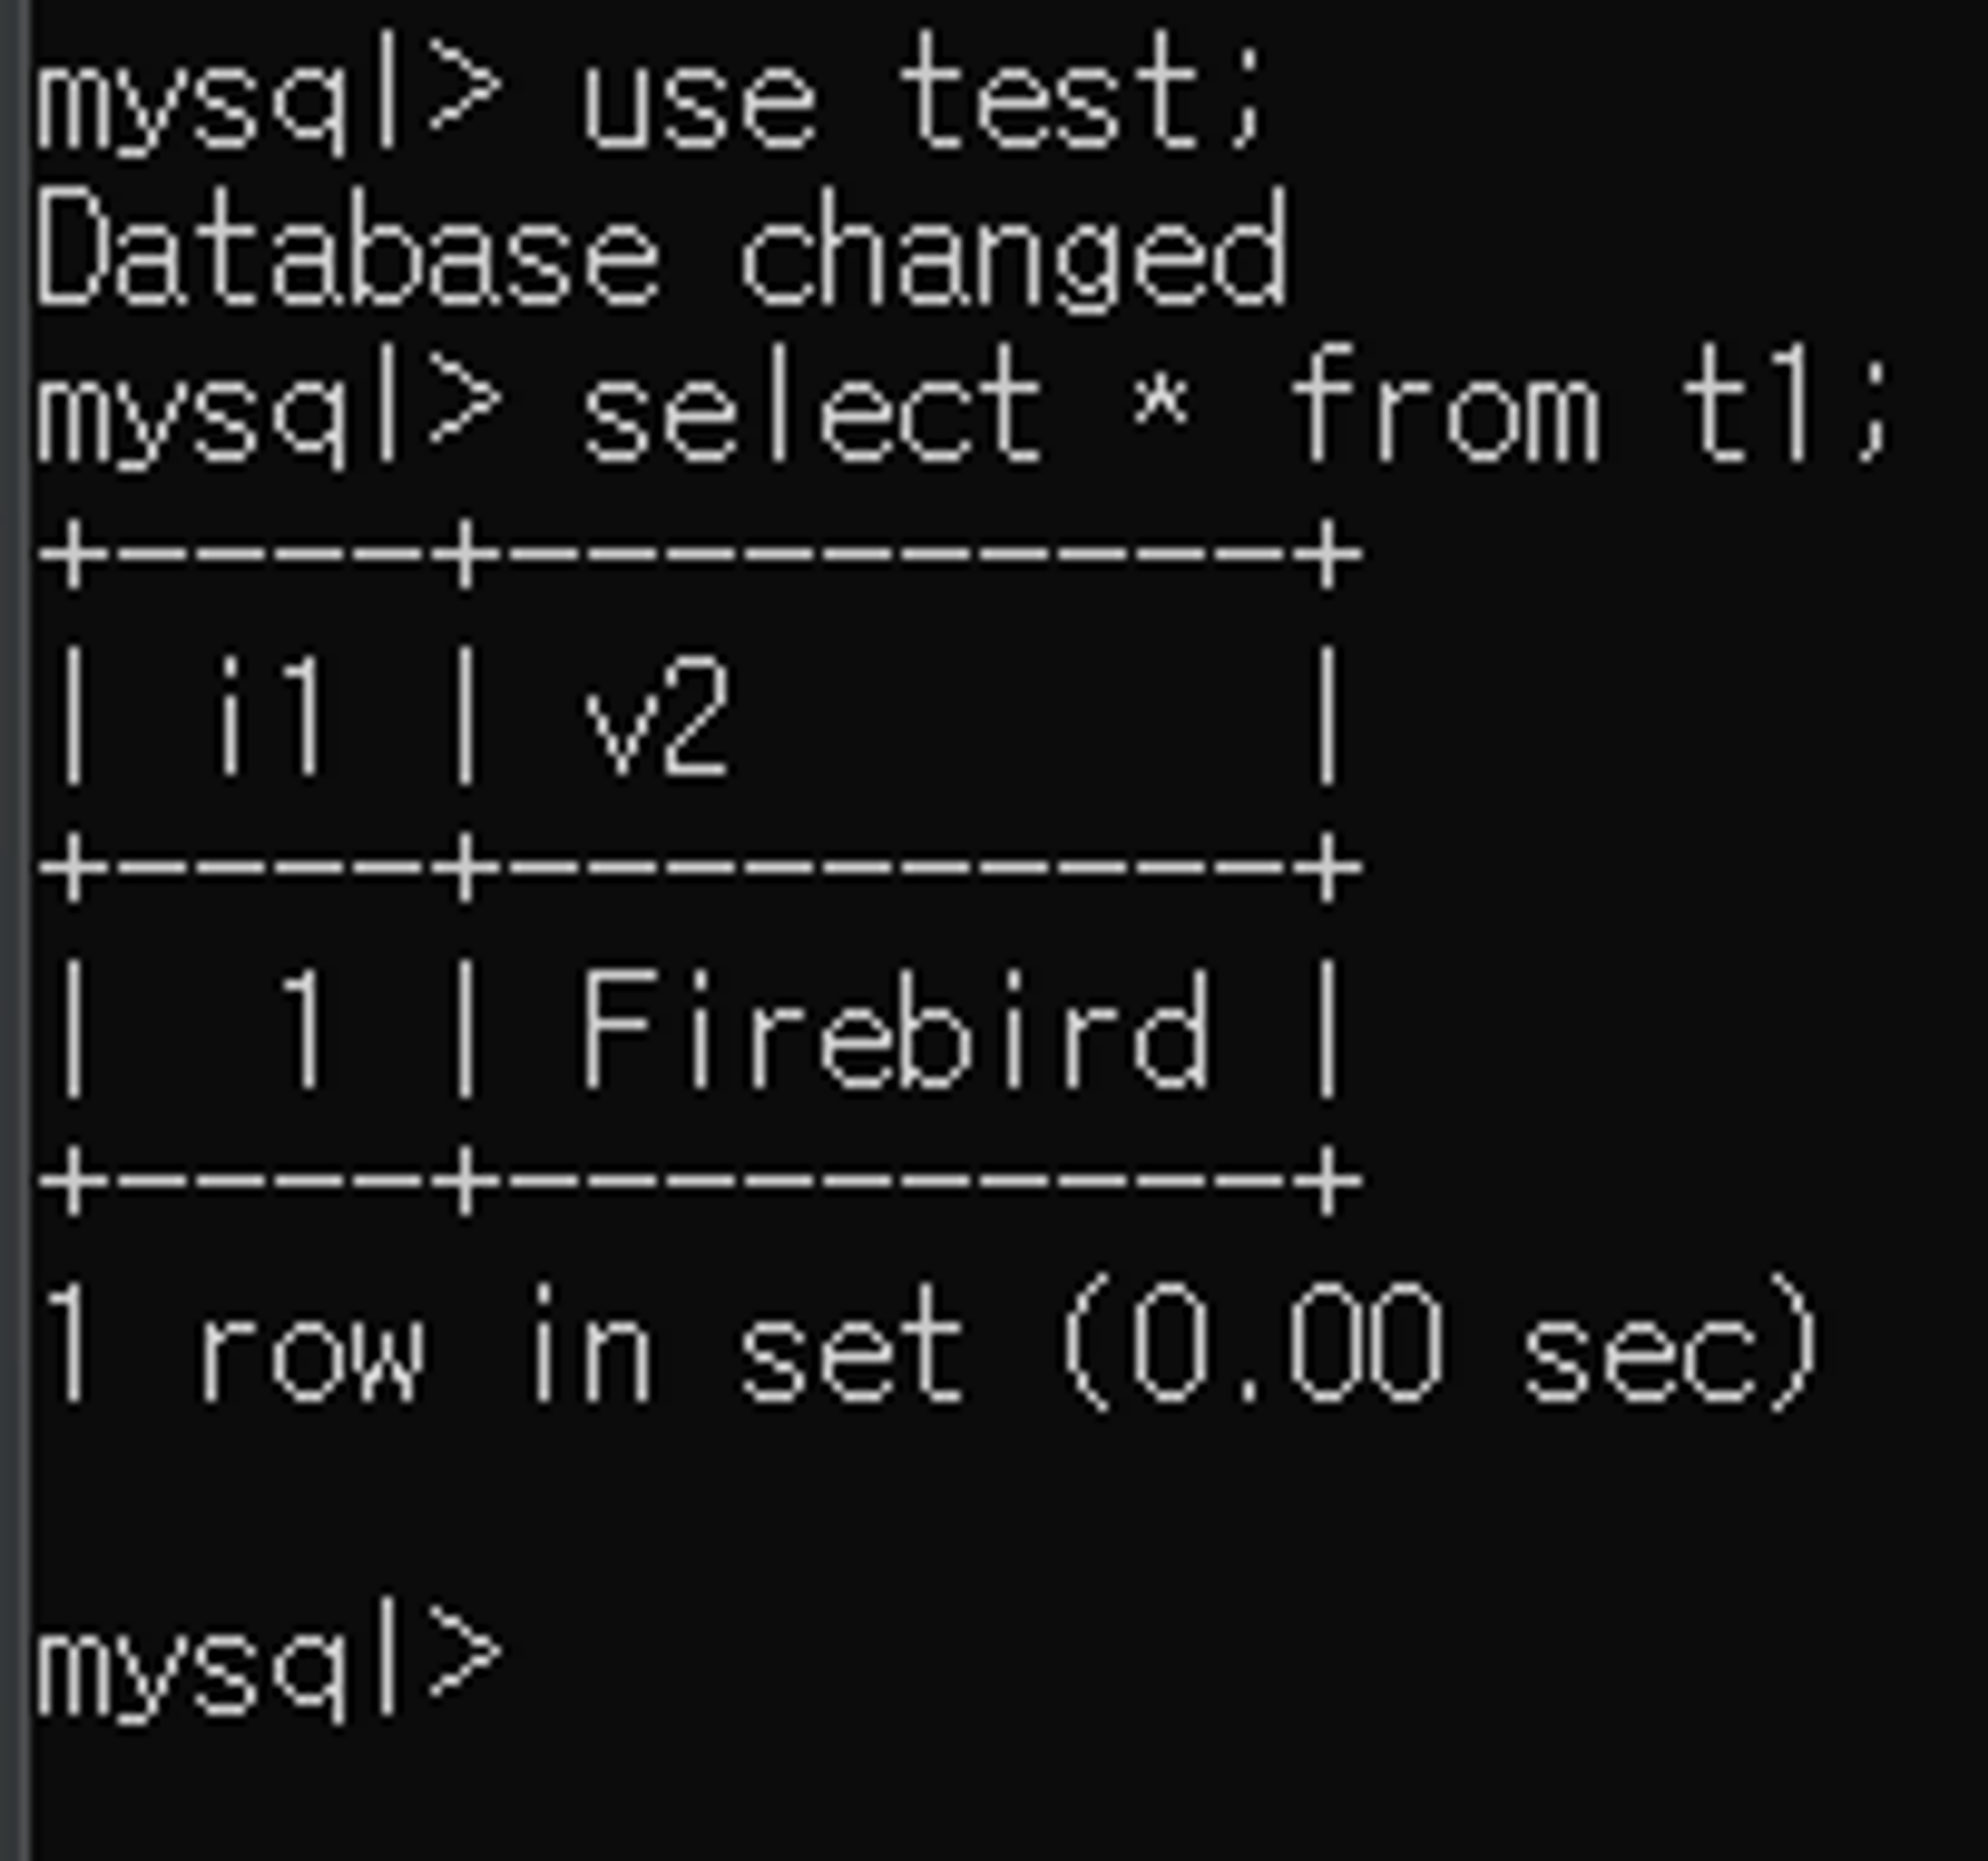 mysql> use test;
Database changed
mysql> select * from t1;
+----+----------+
| i1 | v2       |
+----+----------+
|  1 | Firebird |
+----+----------+
1 row in set (0.00 sec)
mysql>